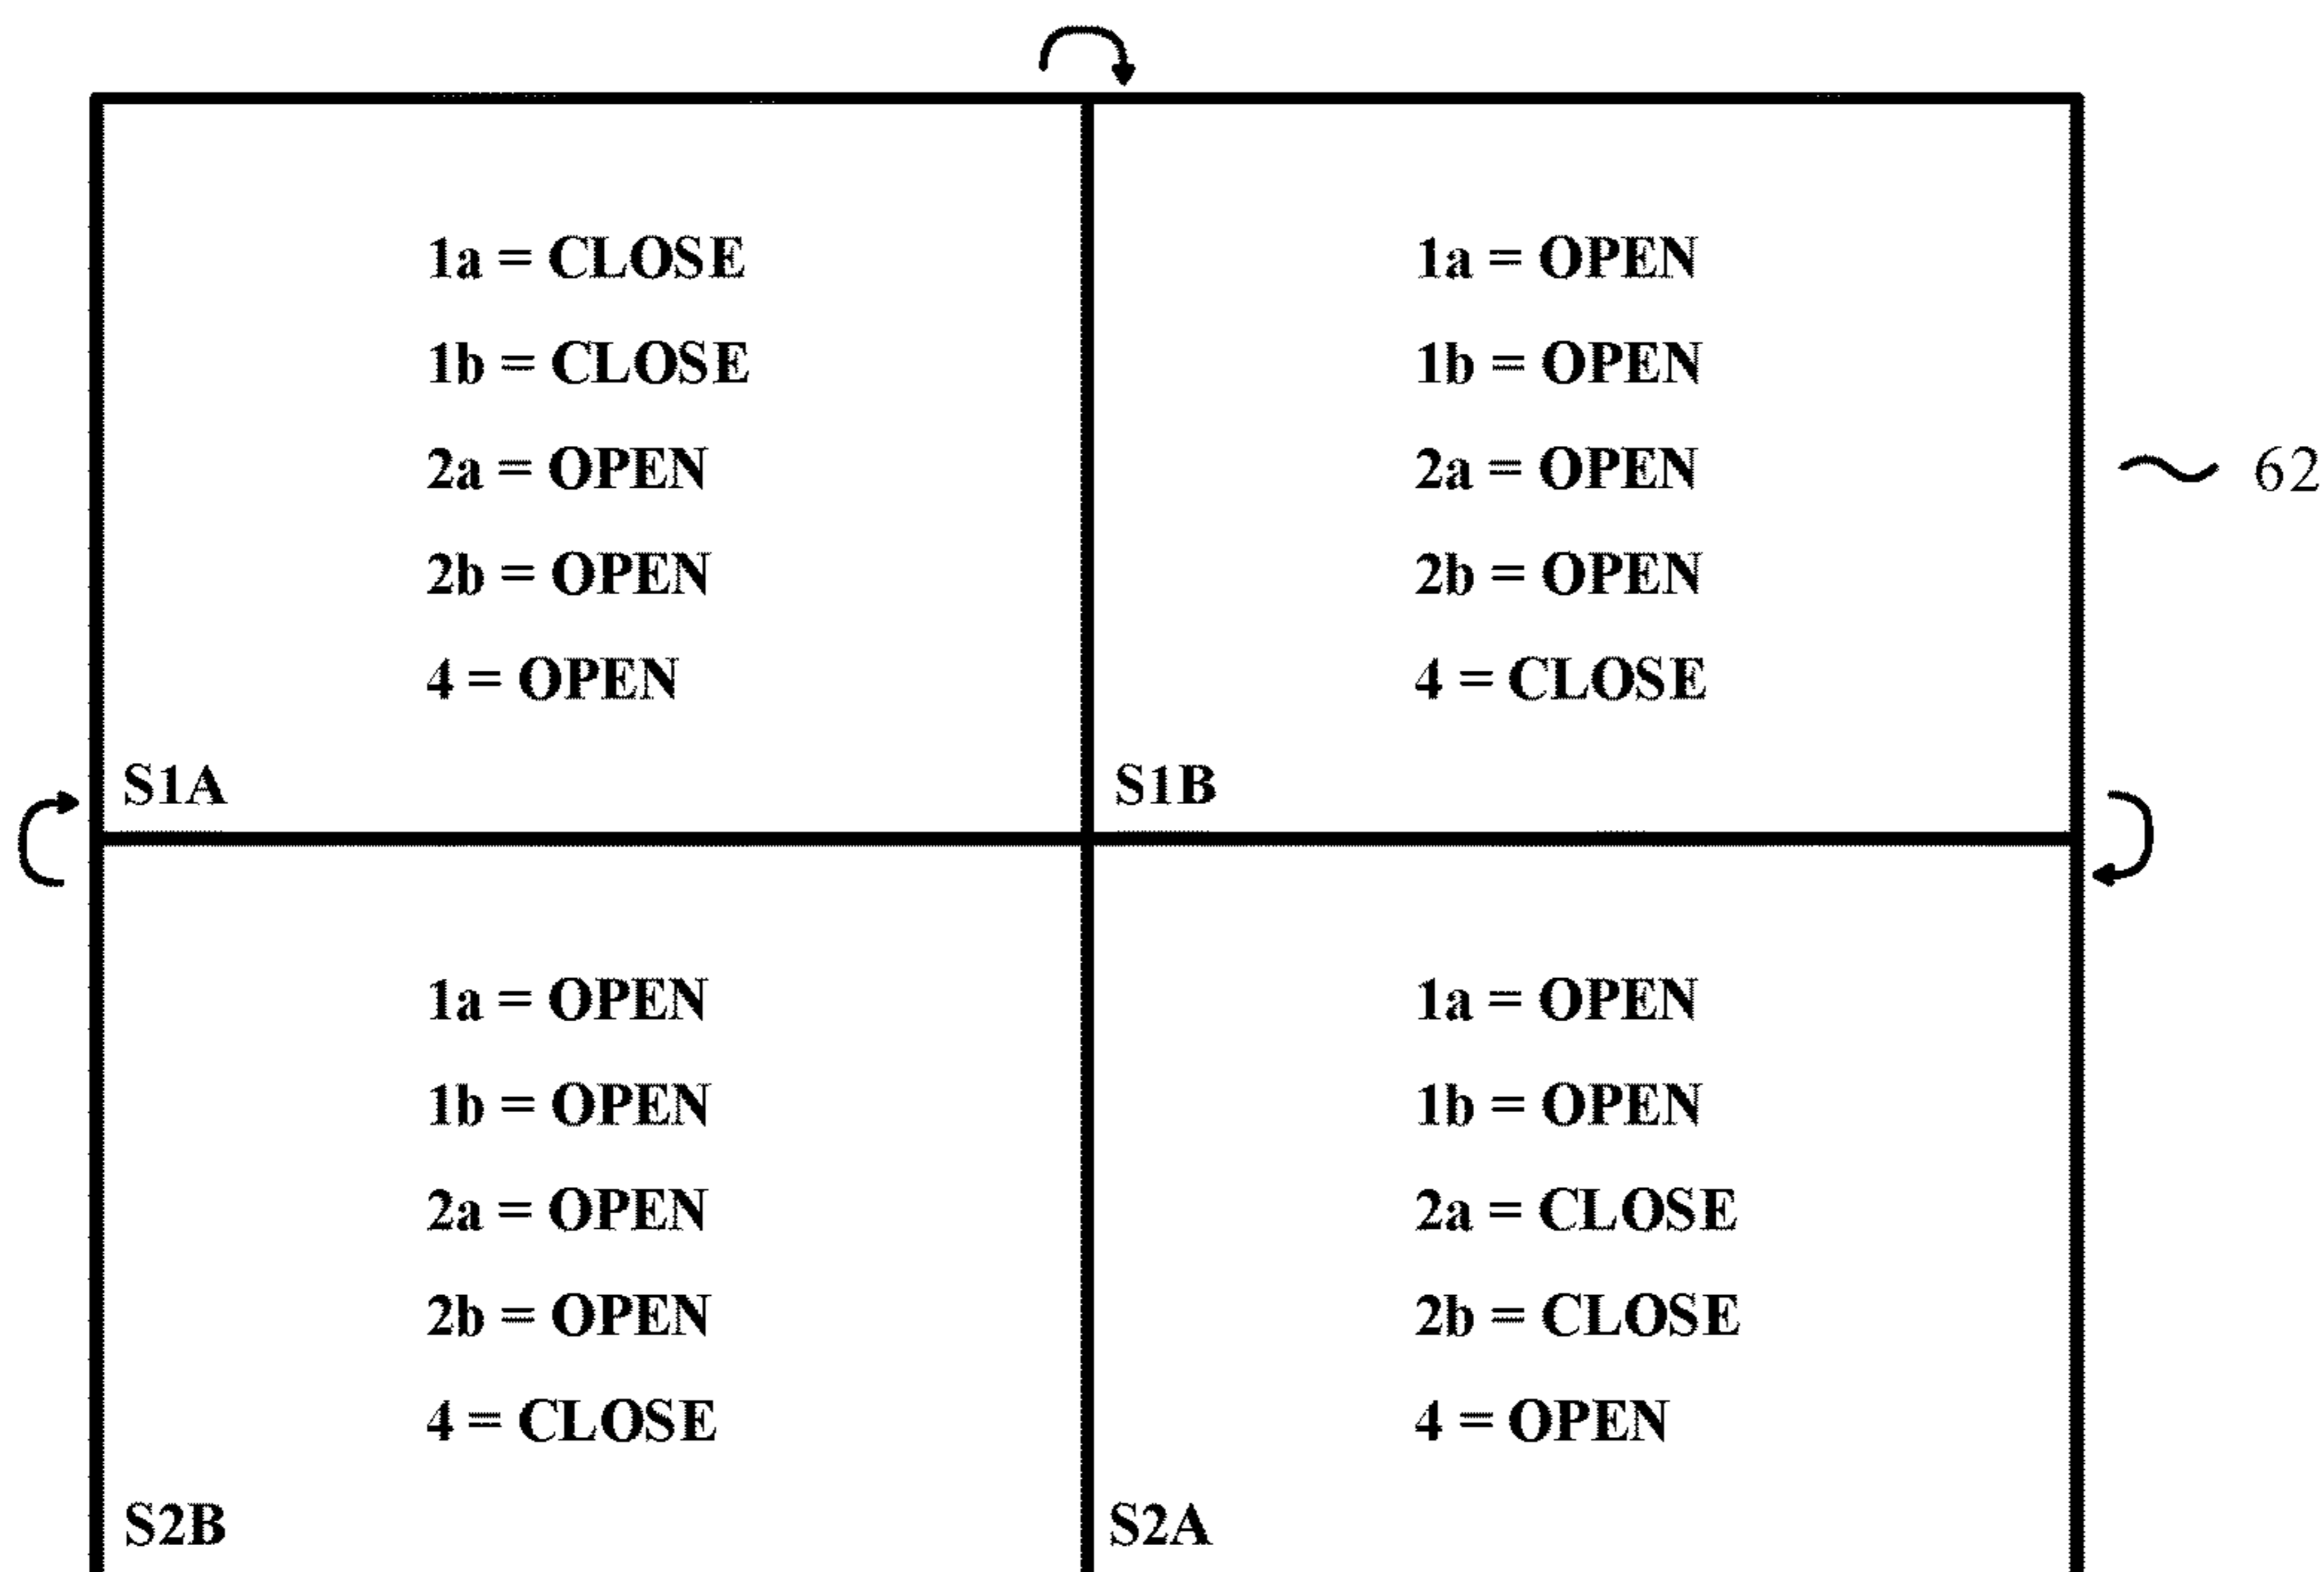 1a = CLOSE
1b = CLOSE
2a = OPEN
2b = OPEN
4 = OPEN
S1A
1a = OPEN
1b = OPEN
2a = OPEN
2b = OPEN
4 = CLOSE
S1B
62
1a = OPEN
1b = OPEN
2a = OPEN
2b = OPEN
4 = CLOSE
S2B
1a = OPEN
1b = OPEN
2a = CLOSE
2b = CLOSE
4 = OPEN
S2A